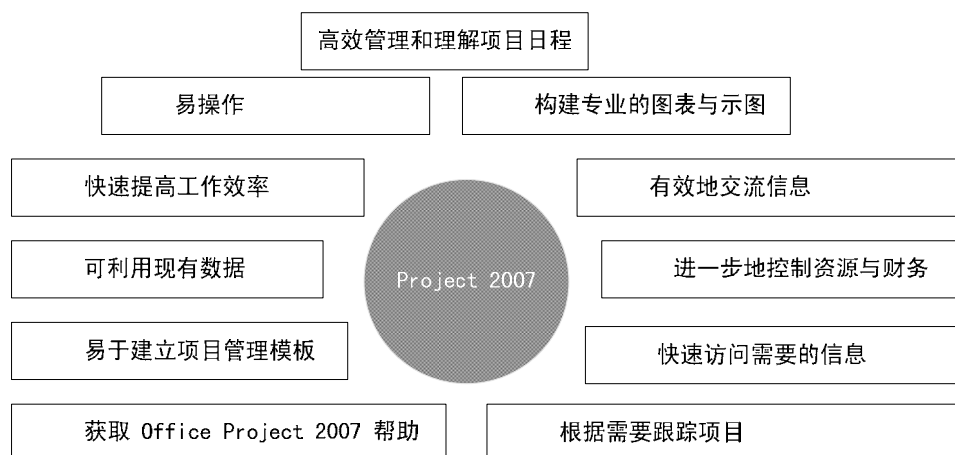 高效管理和理解项目日程
易操作
构建专业的图表与示图
快速提高工作效率
有效地交流信息
可利用现有数据
Project 2007
进一步地控制资源与财务
易于建立项目管理模板
快速访问需要的信息
获取 Office Project 2007 帮助
根据需要跟踪项目